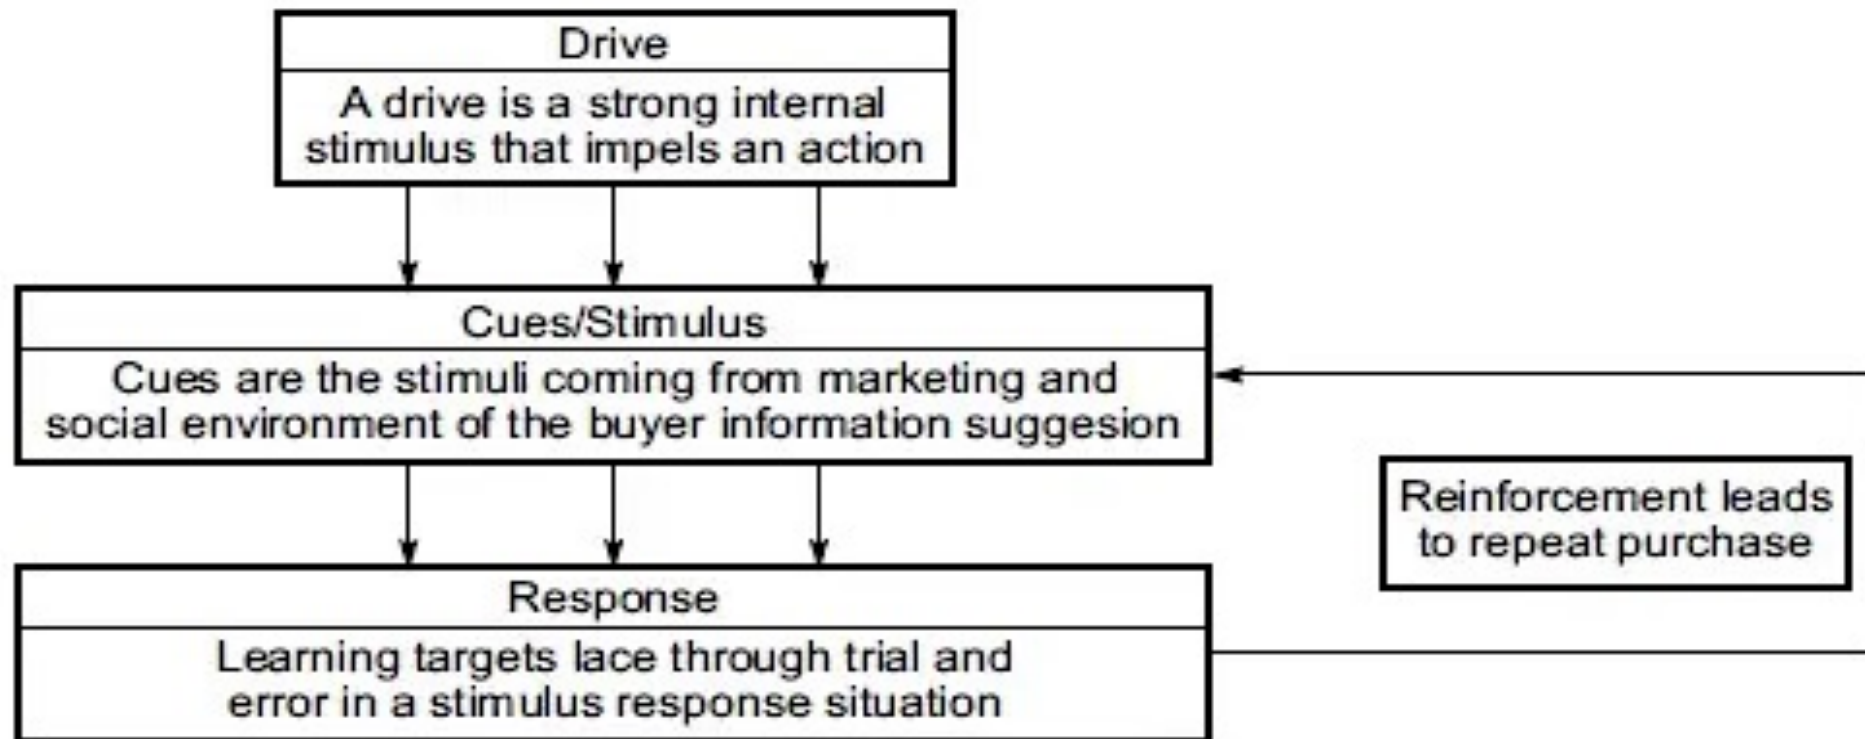 Drive
A drive is a strong internal
stimulus that impels an action
Cues/Stimulus
Cues are the stimuli coming from marketing and
social environment of the buyer information suggesion
Reinforcement leads
to repeat purchase
Response
Learning targets lace through trial and
error in a stimulus response situation